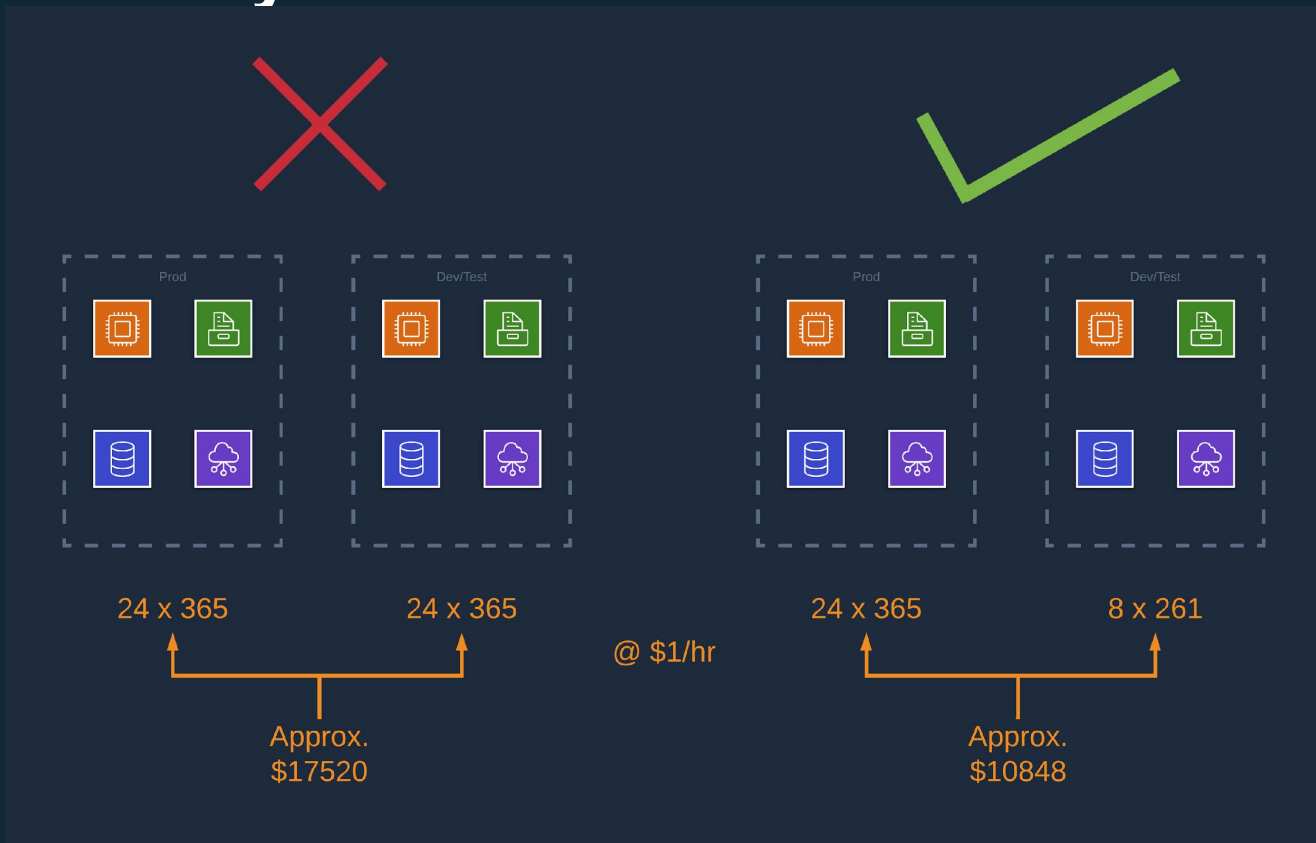 Prod
Dev/Test
Prod
Dev/Test
24 x 365
24 x 365
24 x 365
8 x 261
@ $1/hr
Approx.
$17520
Approx.
$10848